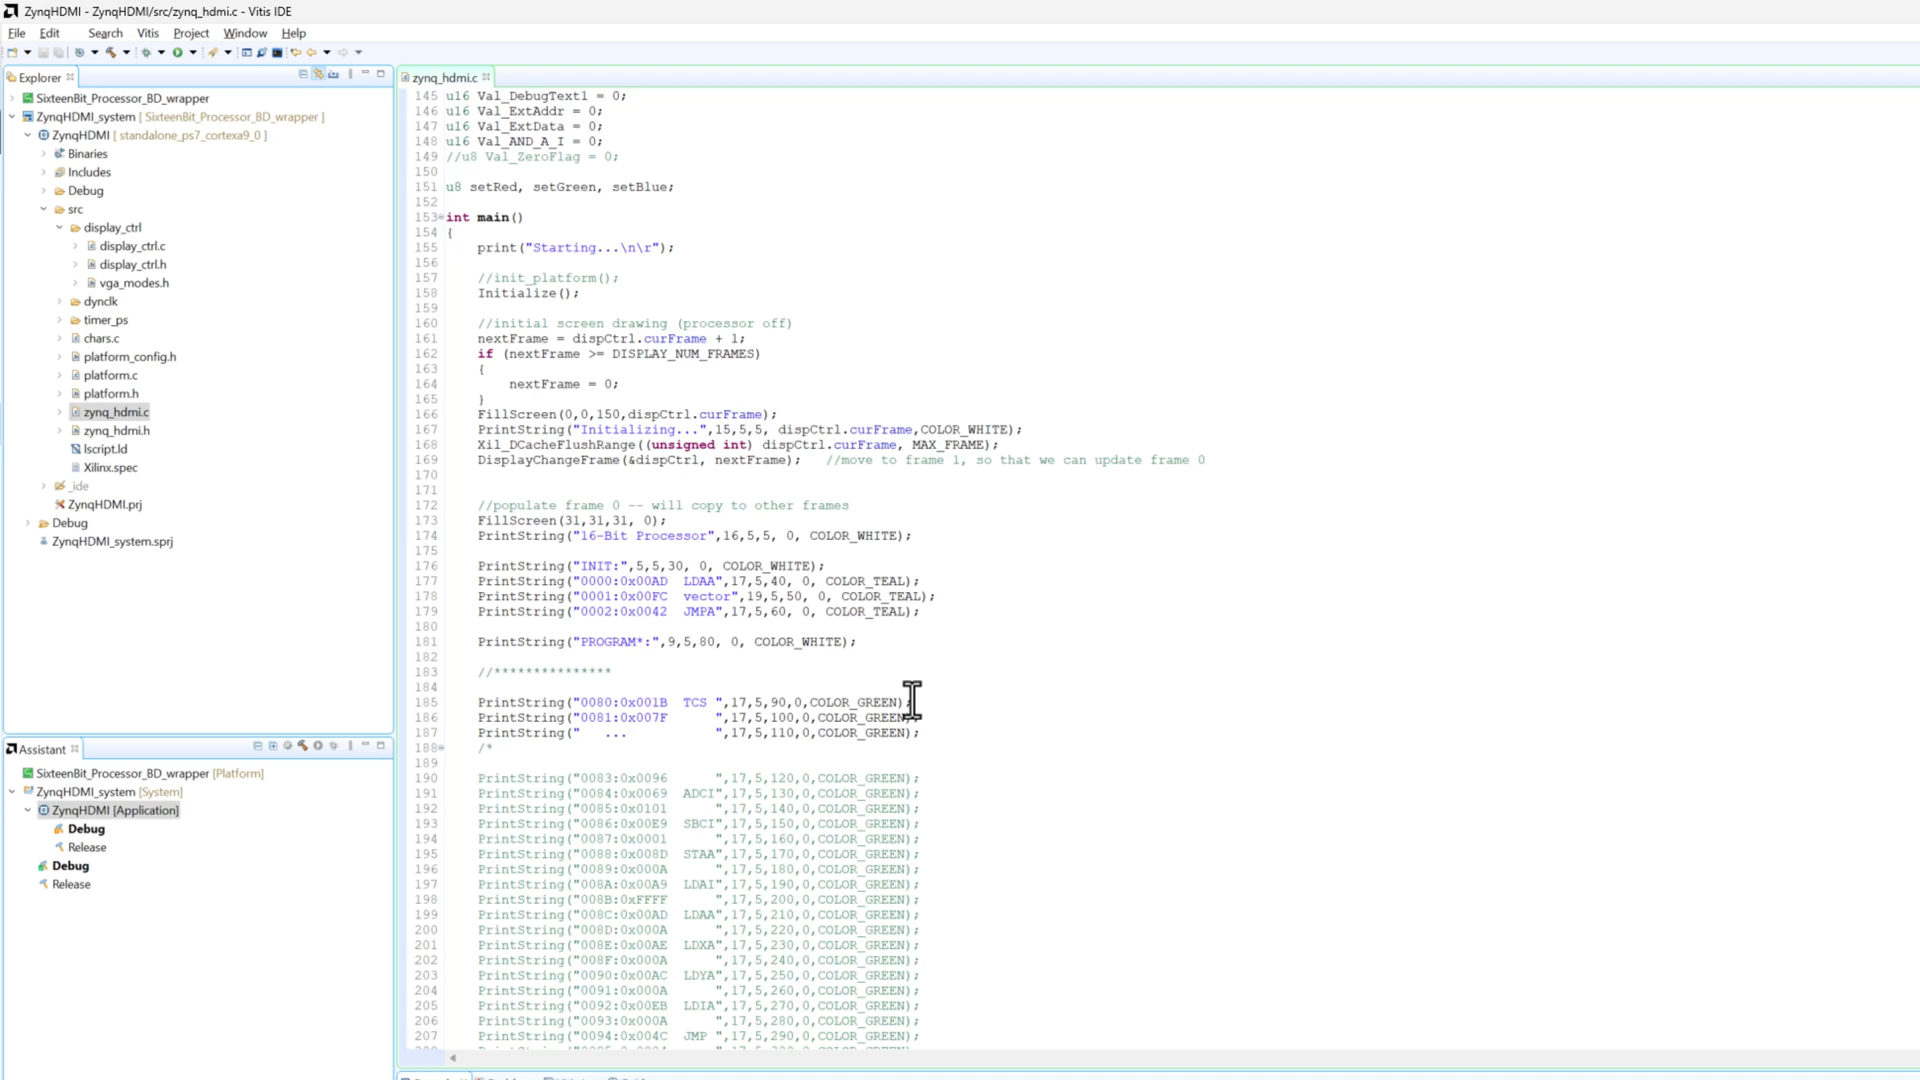 ZynqHDMI - ZynqHDMI/src/zynq_hdmi.c - Vitis IDE
File Edit Search Vitis Project Window Help
Explorer
SixteenBit_Processor_BD_wrapper
ZynqHDMI_system [ SixteenBit_Processor_BD_wrapper ]
ZynqHDMI [ standalone_ps7_cortexa9_0 ]
Binaries
Includes
Debug
src
display_ctrl
display_ctrl.c
display_ctrl.h
vga_modes.h
dynclk
timer_ps
chars.c
platform_config.h
platform.c
platform.h
zynq_hdmi.c
zynq_hdmi.h
lscript.ld
Xilinx.spec
_ide
ZynqHDMI.prj
Debug
ZynqHDMI_system.sprj
Assistant
SixteenBit_Processor_BD_wrapper [Platform]
ZynqHDMI_system [System]
ZynqHDMI [Application]
Debug
Release
Debug
Release
zynq_hdmi.c
145 u16 Val_DebugText1 = 0;
146 u16 Val_ExtAddr = 0;
147 u16 Val_ExtData = 0;
148 u16 Val_AND_A_I = 0;
149 //u8 Val_ZeroFlag = 0;
150
151 u8 setRed, setGreen, setBlue;
152
153 int main()
154 {
155 print("Starting...\n\r");
156
157 //init_platform();
158 Initialize();
159
160 //initial screen drawing (processor off)
161 nextFrame = dispCtrl.curFrame + 1;
162 if (nextFrame >= DISPLAY_NUM_FRAMES)
163 {
164 nextFrame = 0;
165 }
166 FillScreen(0,0,150,dispCtrl.curFrame);
167 PrintString("Initializing...",15,5,5, dispCtrl.curFrame,COLOR_WHITE);
168 Xil_DCacheFlushRange((unsigned int) dispCtrl.curFrame, MAX_FRAME);
169 DisplayChangeFrame(&dispCtrl, nextFrame); //move to frame 1, so that we can update frame 0
170
171
172 //populate frame 0 -- will copy to other frames
173 FillScreen(31,31,31, 0);
174 PrintString("16-Bit Processor",16,5,5, 0, COLOR_WHITE);
175
176 PrintString("INIT:",5,5,30, 0, COLOR_WHITE);
177 PrintString("0000:0x00AD  LDAA",17,5,40, 0, COLOR_TEAL);
178 PrintString("0001:0x00FC  vector",19,5,50, 0, COLOR_TEAL);
179 PrintString("0002:0x0042  JMPA",17,5,60, 0, COLOR_TEAL);
180
181 PrintString("PROGRAM*:",9,5,80, 0, COLOR_WHITE);
182
183 //***************
184
185 PrintString("0080:0x001B  TCS ",17,5,90,0,COLOR_GREEN);
186 PrintString("0081:0x007F      ",17,5,100,0,COLOR_GREEN);
187 PrintString("   ...           ",17,5,110,0,COLOR_GREEN);
188 /*
189
190 PrintString("0083:0x0096      ",17,5,120,0,COLOR_GREEN);
191 PrintString("0084:0x0069  ADCI",17,5,130,0,COLOR_GREEN);
192 PrintString("0085:0x0101      ",17,5,140,0,COLOR_GREEN);
193 PrintString("0086:0x00E9  SBCI",17,5,150,0,COLOR_GREEN);
194 PrintString("0087:0x0001      ",17,5,160,0,COLOR_GREEN);
195 PrintString("0088:0x008D  STAA",17,5,170,0,COLOR_GREEN);
196 PrintString("0089:0x000A      ",17,5,180,0,COLOR_GREEN);
197 PrintString("008A:0x00A9  LDAI",17,5,190,0,COLOR_GREEN);
198 PrintString("008B:0xFFFF      ",17,5,200,0,COLOR_GREEN);
199 PrintString("008C:0x00AD  LDAA",17,5,210,0,COLOR_GREEN);
200 PrintString("008D:0x000A      ",17,5,220,0,COLOR_GREEN);
201 PrintString("008E:0x00AE  LDXA",17,5,230,0,COLOR_GREEN);
202 PrintString("008F:0x000A      ",17,5,240,0,COLOR_GREEN);
203 PrintString("0090:0x00AC  LDYA",17,5,250,0,COLOR_GREEN);
204 PrintString("0091:0x000A      ",17,5,260,0,COLOR_GREEN);
205 PrintString("0092:0x00EB  LDIA",17,5,270,0,COLOR_GREEN);
206 PrintString("0093:0x000A      ",17,5,280,0,COLOR_GREEN);
207 PrintString("0094:0x004C  JMP ",17,5,290,0,COLOR_GREEN);